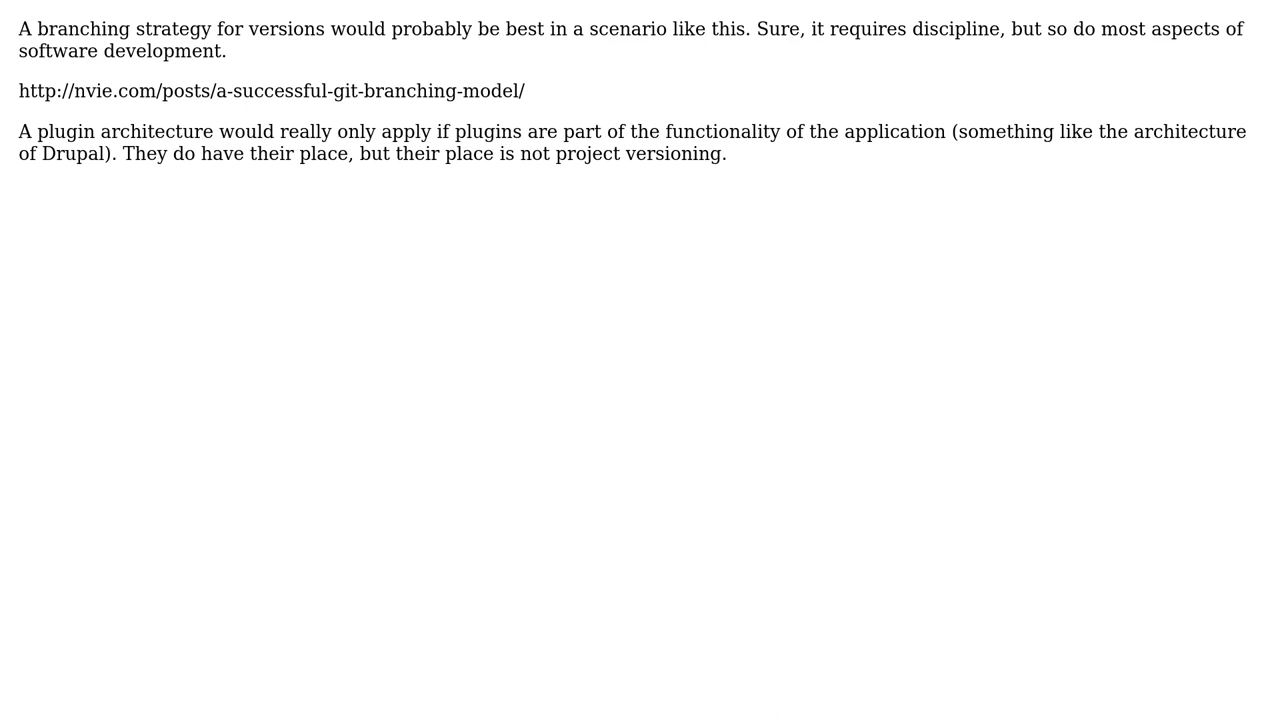 A branching strategy for versions would probably be best in a scenario like this. Sure, it requires discipline, but so do most aspects of
software development.
http://nvie.com/posts/a-successful-git-branching-model/
A plugin architecture would really only apply if plugins are part of the functionality of the application (something like the architecture
of Drupal). They do have their place, but their place is not project versioning.